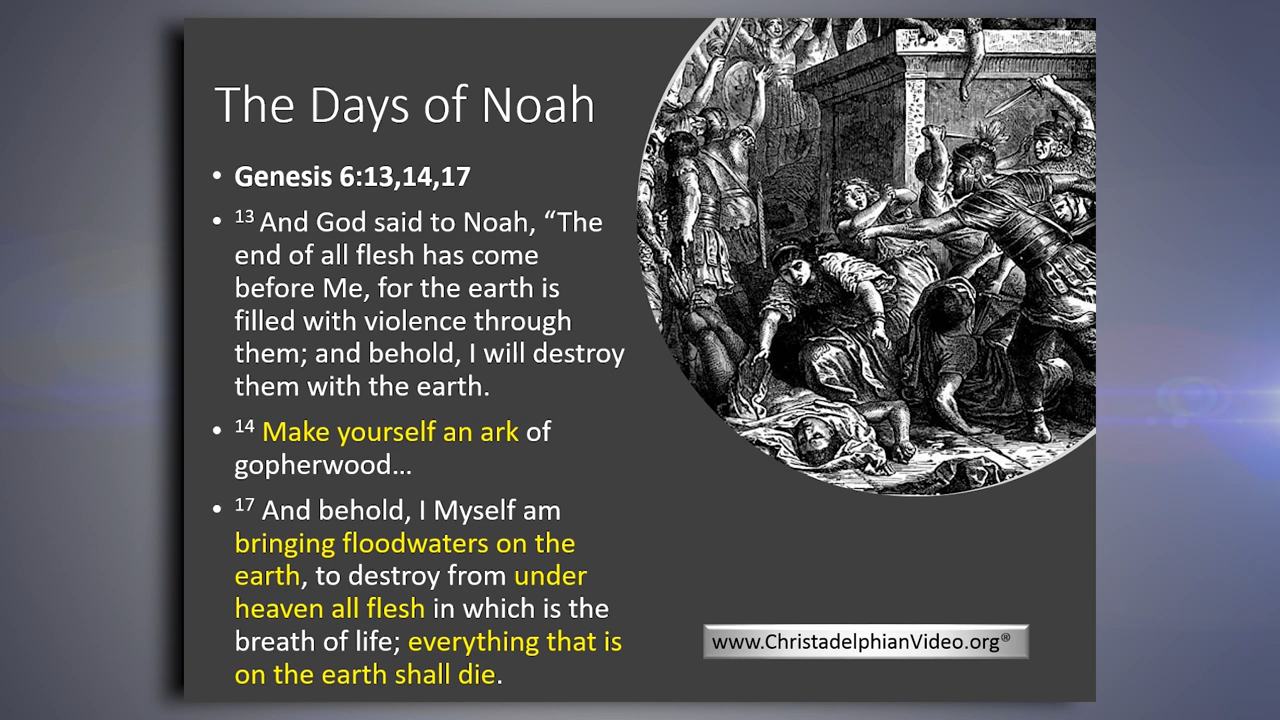 The Days of Noah
• Genesis 6:13,14,17
• 13 And God said to Noah, “The
end of all flesh has come
before Me, for the earth is
filled with violence through
them; and behold, I will destroy
them with the earth.
• 14 Make yourself an ark of
gopherwood…
• 17 And behold, I Myself am
bringing floodwaters on the
earth, to destroy from under
heaven all flesh in which is the
breath of life; everything that is
on the earth shall die.
www.ChristadelphianVideo.org®